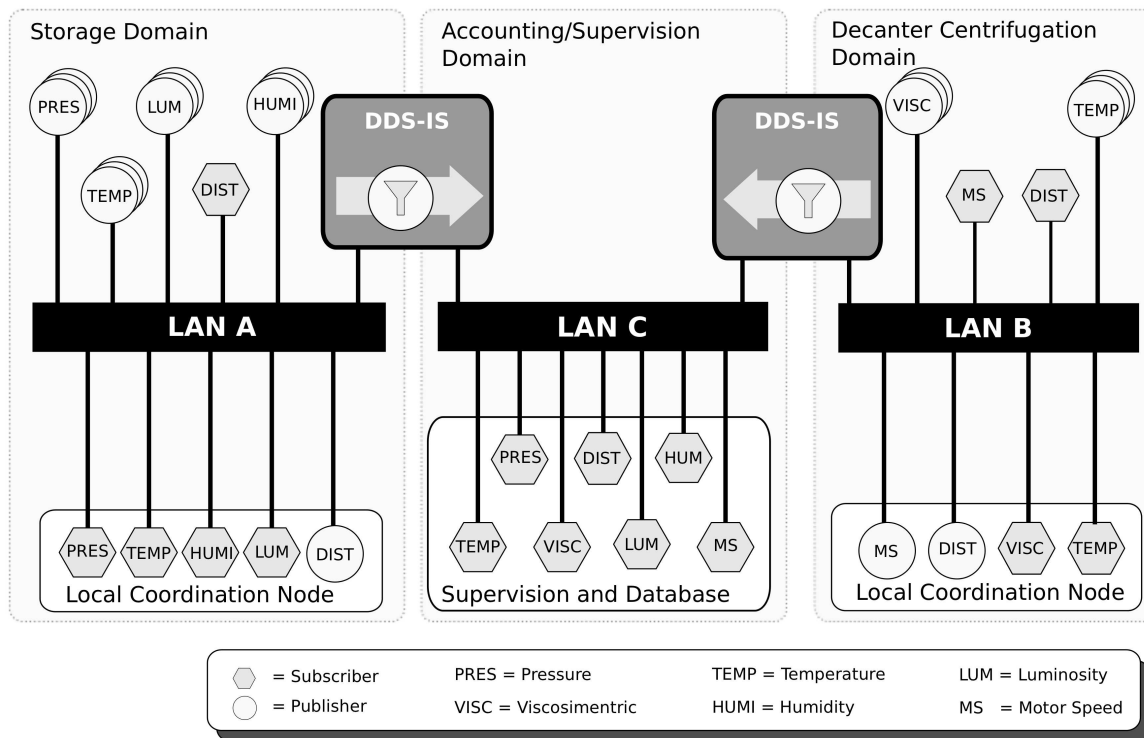 Storage Domain
PRES
LUM
HUMI
TEMP
DIST
DDS-IS
LAN A
PRES
TEMP
HUMI
LUM
DIST
Local Coordination Node
Accounting/Supervision
Domain
LAN C
PRES
DIST
HUM
TEMP
VISC
LUM
MS
Supervision and Database
Decanter Centrifugation
Domain
DDS-IS
VISC
TEMP
MS
DIST
LAN B
MS
DIST
VISC
TEMP
Local Coordination Node
= Subscriber
PRES = Pressure
TEMP = Temperature
LUM = Luminosity
= Publisher
VISC = Viscosimentric
HUMI = Humidity
MS = Motor Speed